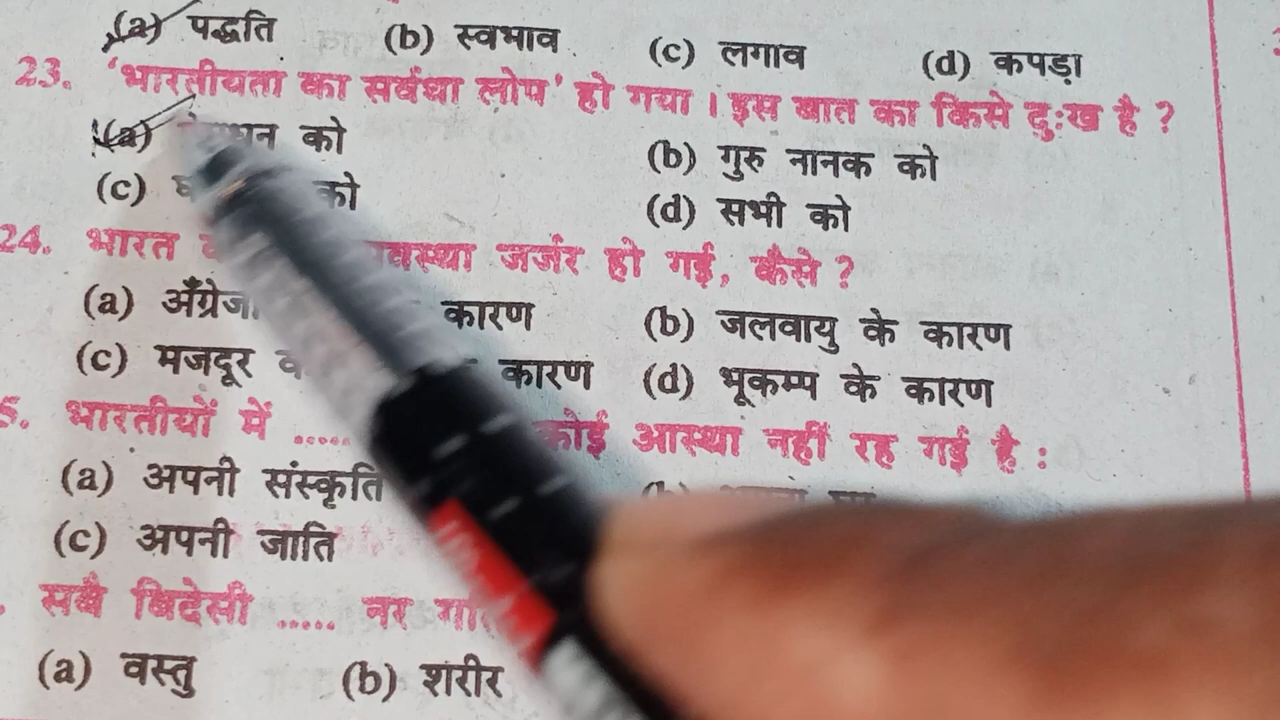 (a) पद्धति (b) स्वभाव (c) लगाव (d) कपड़ा
23. 'भारतीयता का सर्वथा लोप' हो गया । इस बात का किसे दुःख है ?
(a) को (b) गुरु नानक को
(c) को (d) सभी को
24. भारत जर्जर हो गई, कैसे ?
(a) कारण (b) जलवायु के कारण
(c) मजदूर कारण (d) भूकम्प के कारण
5. भारतीयों में ..... कोई आस्था नहीं रह गई है :
(a) अपनी संस्कृति
(c) अपनी जाति
सबै बिदेसी ..... नर
(a) वस्तु (b) शरीर